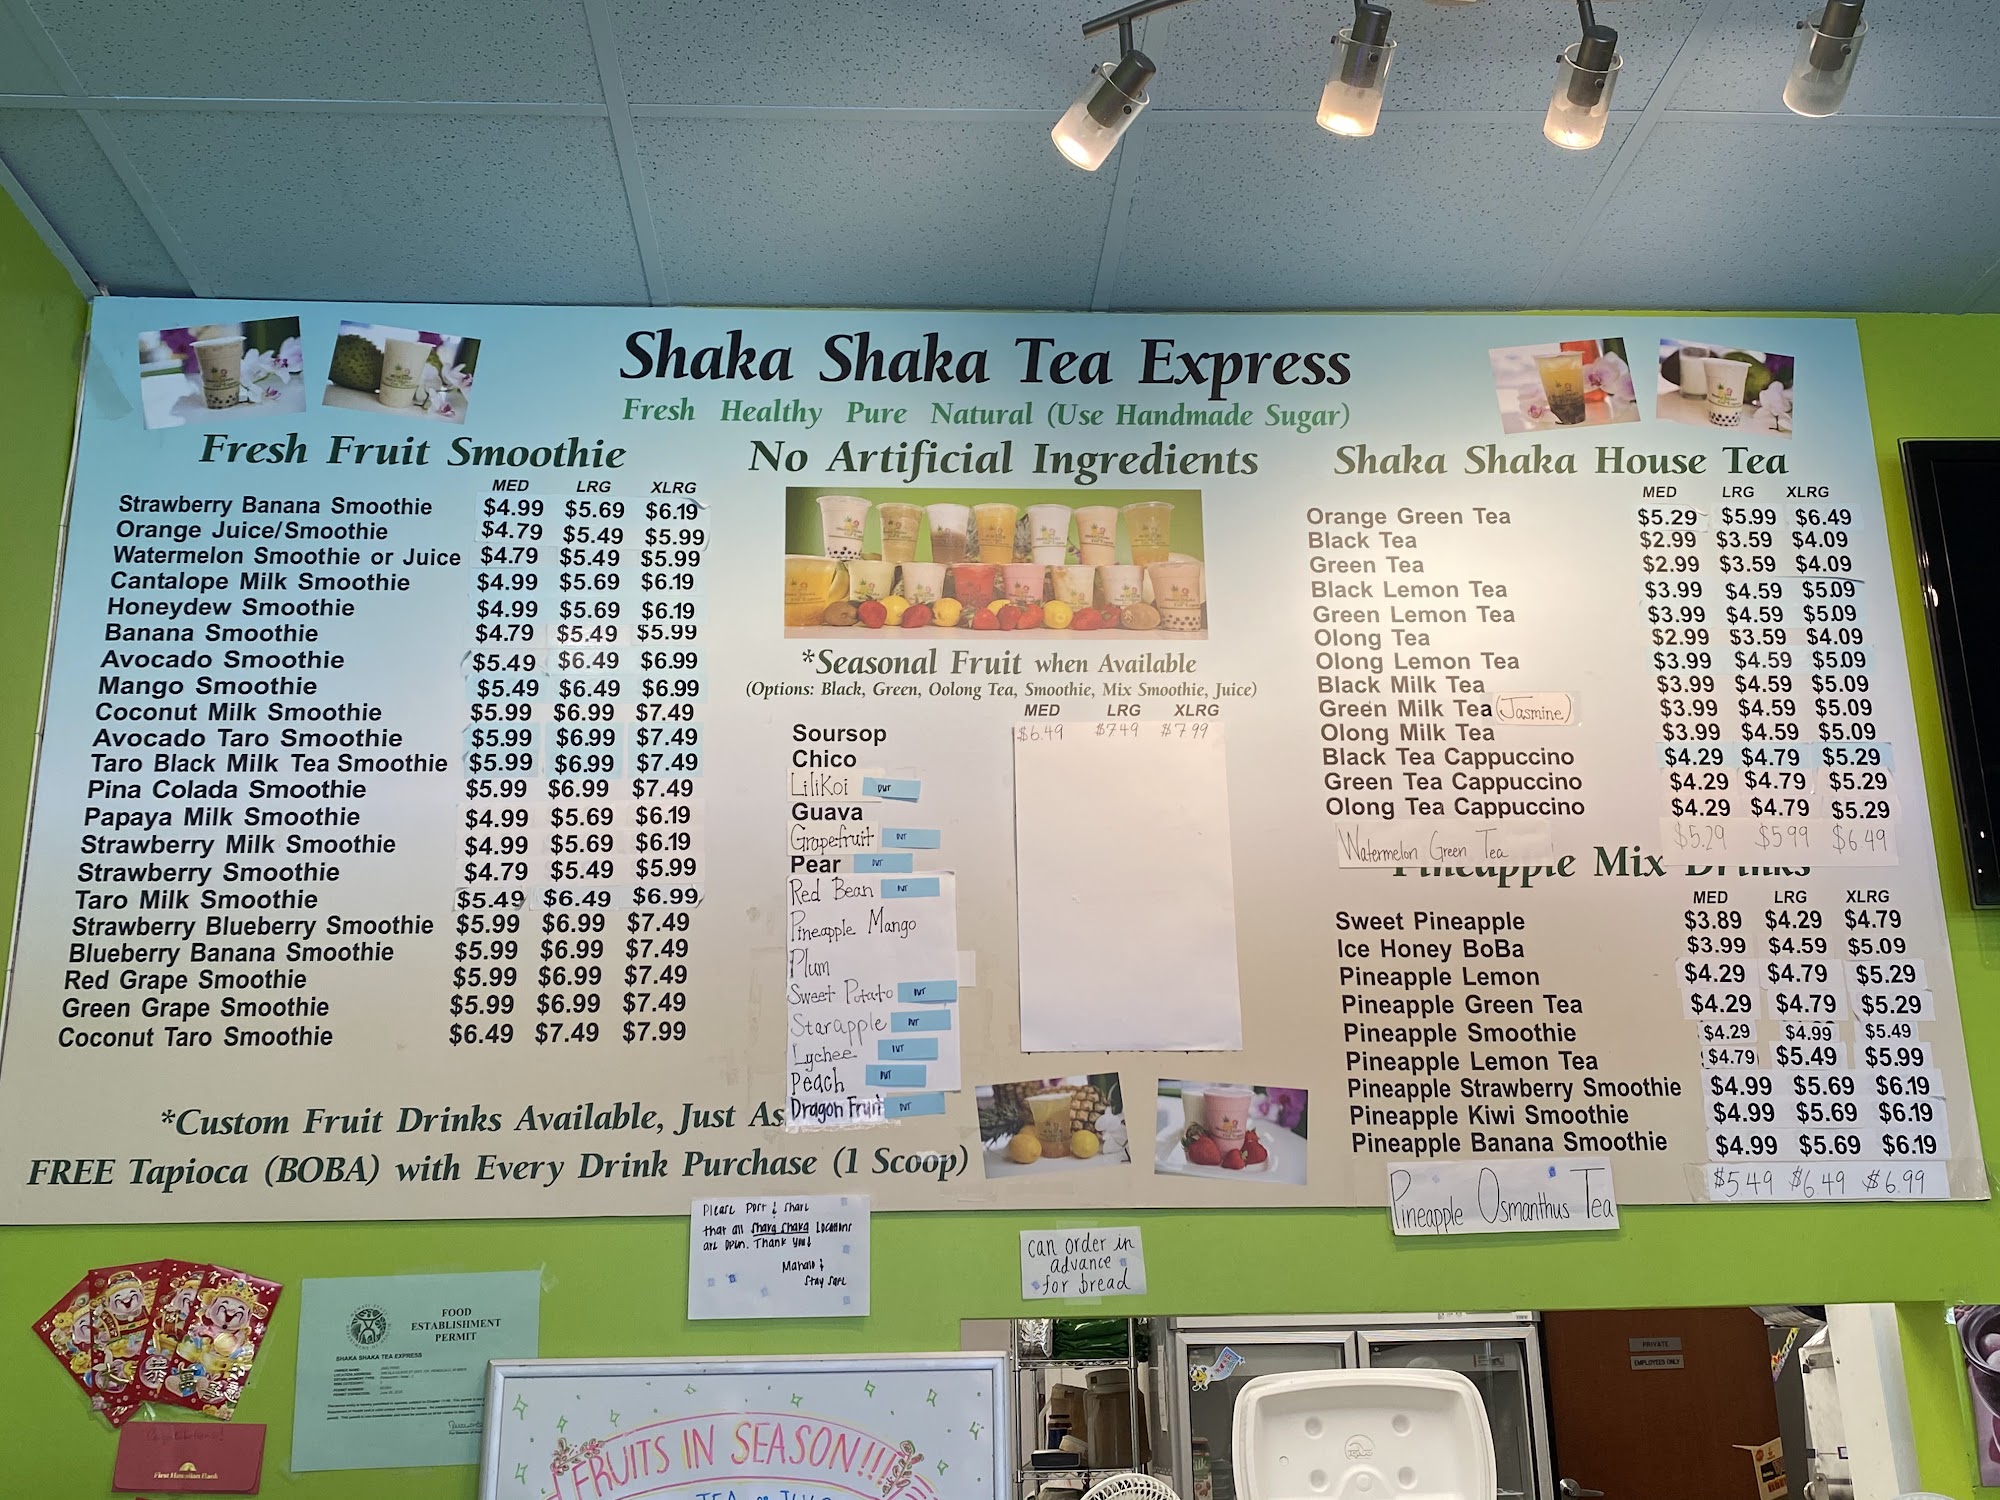 Shaka Shaka Tea Express
Fresh Healthy Pure Natural (Use Handmade Sugar)
Fresh Fruit Smoothie
MED LRG XLRG
Strawberry Banana Smoothie $4.99 $5.69 $6.19
Orange Juice/Smoothie $4.79 $5.49 $5.99
Watermelon Smoothie or Juice $4.79 $5.49 $5.99
Cantalope Milk Smoothie $4.99 $5.69 $6.19
Honeydew Smoothie $4.99 $5.69 $6.19
Banana Smoothie $4.79 $5.49 $5.99
Avocado Smoothie $5.49 $6.49 $6.99
Mango Smoothie $5.49 $6.49 $6.99
Coconut Milk Smoothie $5.99 $6.99 $7.49
Avocado Taro Smoothie $5.99 $6.99 $7.49
Taro Black Milk Tea Smoothie $5.99 $6.99 $7.49
Pina Colada Smoothie $5.99 $6.99 $7.49
Papaya Milk Smoothie $4.99 $5.69 $6.19
Strawberry Milk Smoothie $4.99 $5.69 $6.19
Strawberry Smoothie $4.79 $5.49 $5.99
Taro Milk Smoothie $5.49 $6.49 $6.99
Strawberry Blueberry Smoothie $5.99 $6.99 $7.49
Blueberry Banana Smoothie $5.99 $6.99 $7.49
Red Grape Smoothie $5.99 $6.99 $7.49
Green Grape Smoothie $5.99 $6.99 $7.49
Coconut Taro Smoothie $6.49 $7.49 $7.99
*Custom Fruit Drinks Available, Just As
FREE Tapioca (BOBA) with Every Drink Purchase (1 Scoop)
No Artificial Ingredients
*Seasonal Fruit when Available
(Options: Black, Green, Oolong Tea, Smoothie, Mix Smoothie, Juice)
MED LRG XLRG
Soursop $6.49 $7.49 $7.99
Chico
LiliKoi OUT
Guava
Grapefruit OUT
Pear OUT
Red Bean OUT
Pineapple Mango
Plum
Sweet Potato OUT
Starapple OUT
Lychee OUT
Peach OUT
Dragon Fruit OUT
Shaka Shaka House Tea
MED LRG XLRG
Orange Green Tea $5.29 $5.99 $6.49
Black Tea $2.99 $3.59 $4.09
Green Tea $2.99 $3.59 $4.09
Black Lemon Tea $3.99 $4.59 $5.09
Green Lemon Tea $3.99 $4.59 $5.09
Olong Tea $2.99 $3.59 $4.09
Olong Lemon Tea $3.99 $4.59 $5.09
Black Milk Tea $3.99 $4.59 $5.09
Green Milk Tea (Jasmine) $3.99 $4.59 $5.09
Olong Milk Tea $3.99 $4.59 $5.09
Black Tea Cappuccino $4.29 $4.79 $5.29
Green Tea Cappuccino $4.29 $4.79 $5.29
Olong Tea Cappuccino $4.29 $4.79 $5.29
Watermelon Green Tea $5.29 $5.99 $6.49
Pineapple Mix Drinks
MED LRG XLRG
Sweet Pineapple $3.89 $4.29 $4.79
Ice Honey BoBa $3.99 $4.59 $5.09
Pineapple Lemon $4.29 $4.79 $5.29
Pineapple Green Tea $4.29 $4.79 $5.29
Pineapple Smoothie $4.29 $4.99 $5.49
Pineapple Lemon Tea $4.79 $5.49 $5.99
Pineapple Strawberry Smoothie $4.99 $5.69 $6.19
Pineapple Kiwi Smoothie $4.99 $5.69 $6.19
Pineapple Banana Smoothie $4.99 $5.69 $6.19
Pineapple Osmanthus Tea $5.49 $6.49 $6.99
Please Post & Share
that all Shaka Shaka Locations
are open. Thank you!
Mahalo &
Stay Safe
can order in
advance
for bread
FOOD
ESTABLISHMENT
PERMIT
SHAKA SHAKA TEA EXPRESS
Congratulations!
First Hawaiian Bank
FRUITS IN SEASON!!!
PRIVATE
EMPLOYEES ONLY
IGLOO